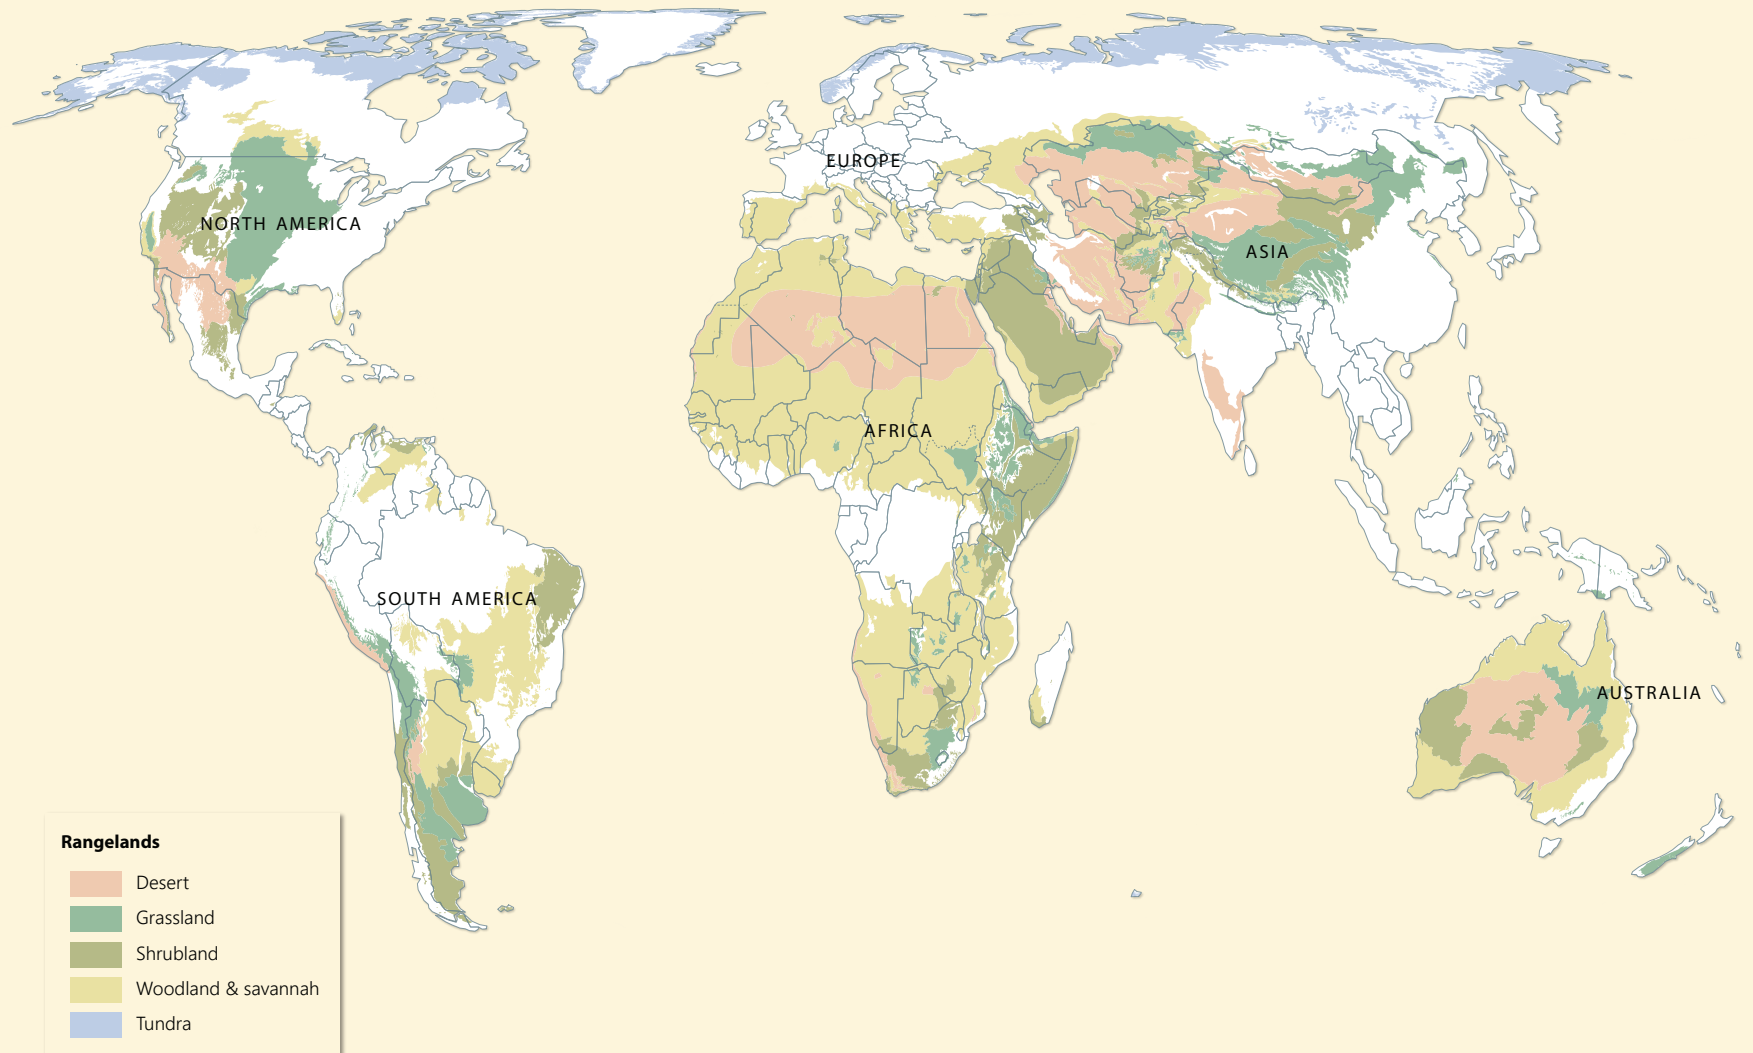 EUROPE
NORTH AMERICA
ASIA
AFRICA
SOUTH AMERICA
AUSTRALIA
Rangelands
Desert
Grassland
Shrubland
Woodland & savannah
Tundra